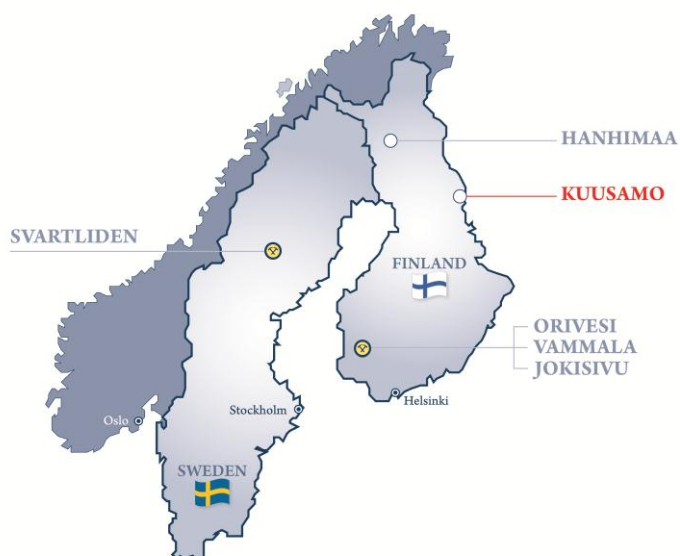 HANHIMAA
KUUSAMO
SVARTLIDEN
FINLAND
ORIVESI
VAMMALA
JOKISIVU
Helsinki
Stockholm
Oslo
SWEDEN